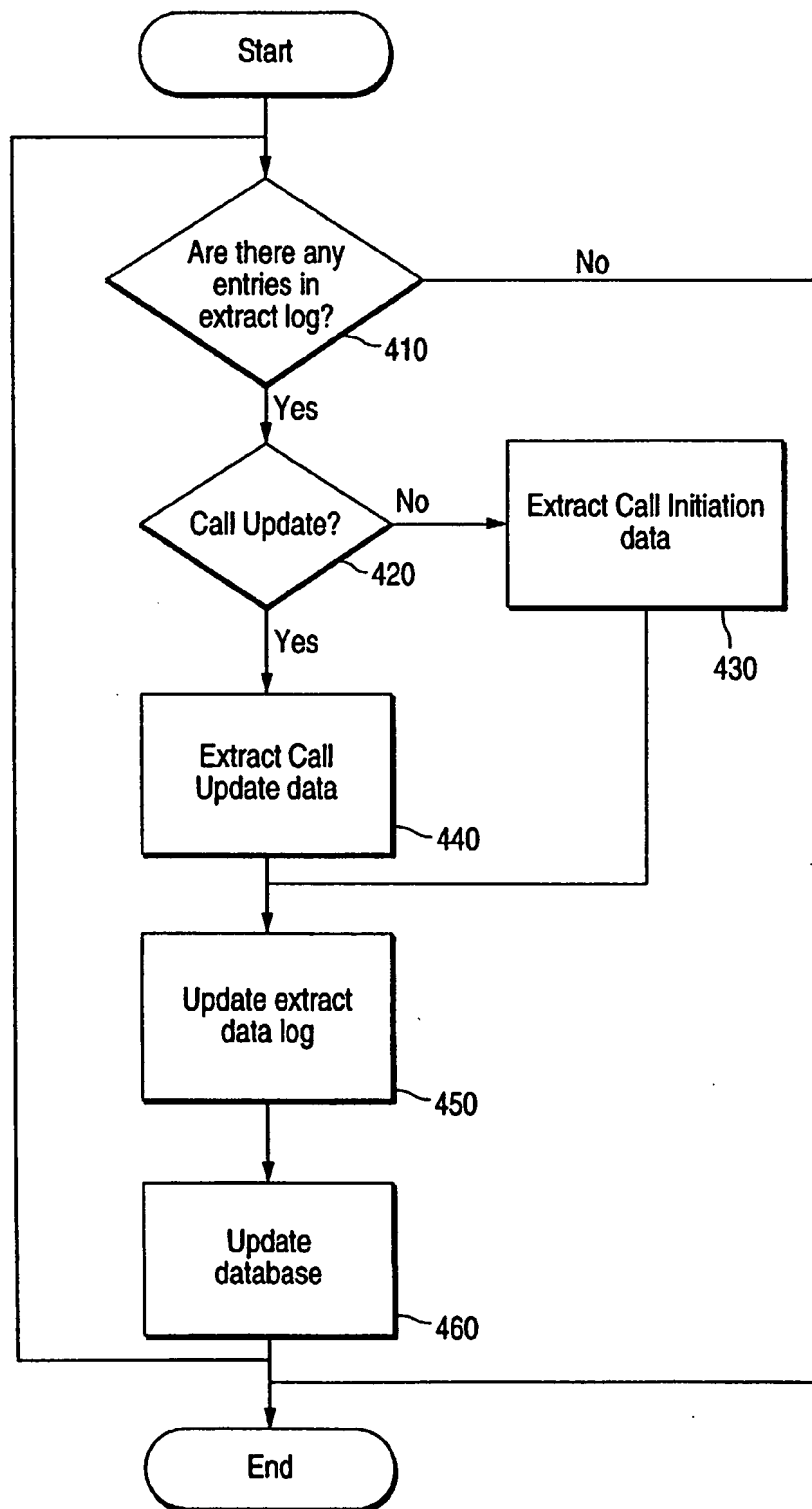 Start
Are there any
entries in
extract log?
410
No
Yes
Call Update?
420
No
Extract Call Initiation
data
430
Yes
Extract Call
Update data
440
Update extract
data log
450
Update
database
460
End